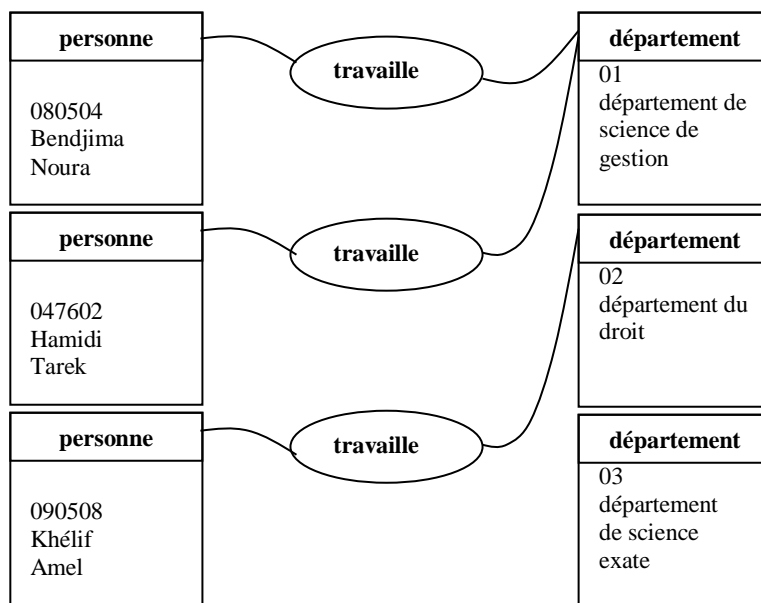 personne
080504
Bendjima
Noura
travaille
département
01
département de
science de
gestion
personne
047602
Hamidi
Tarek
travaille
département
02
département du
droit
personne
090508
Khélif
Amel
travaille
département
03
département
de science
exate